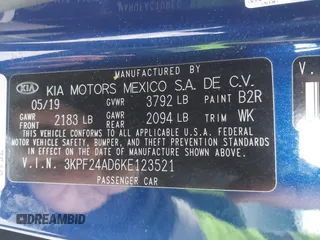 MANUFACTURED BY
KIA KIA MOTORS MEXICO S.A. DE C.V.
05/19 GVWR 3792 LB PAINT B2R
GAWR 2183 LB GAWR 2094 LB TRIM WK
THIS VEHICLE CONFORMS TO ALL APPLICABLE
FEDERAL MOTOR VEHICLE SAFETY,
BUMPER, AND THEFT PREVENTION STANDARDS
IN EFFECT ON THE DATE OF MANUFACTURE
SHOWN ABOVE.
V.I.N. 3KPF24AD6KE123521
PASSENGER CAR
DREAMBID